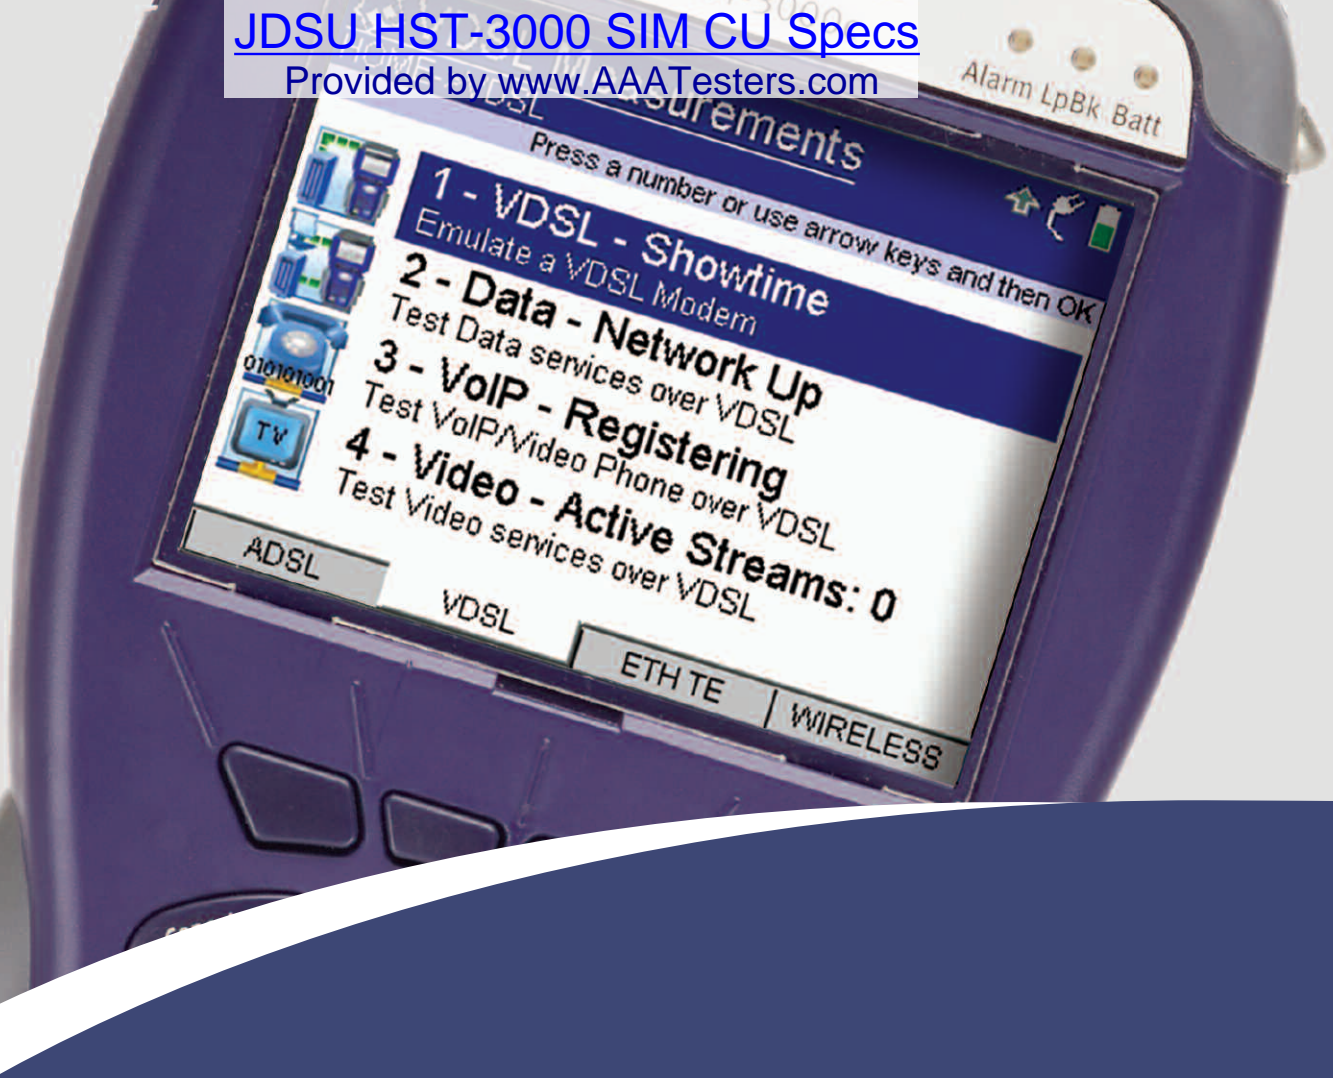 JDSU HST-3000 SIM CU Specs
Provided by www.AAATesters.com
Alarm LpBk Batt
Press a number or use arrow keys and then OK
1 - VDSL - Showtime
Emulate a VDSL Modem
2 - Data - Network Up
Test Data services over VDSL
3 - VoIP - Registering
Test VoIP/Video Phone over VDSL
4 - Video - Active Streams: 0
Test Video services over VDSL
010101001
TV
ADSL
VDSL
ETH TE
WIRELESS